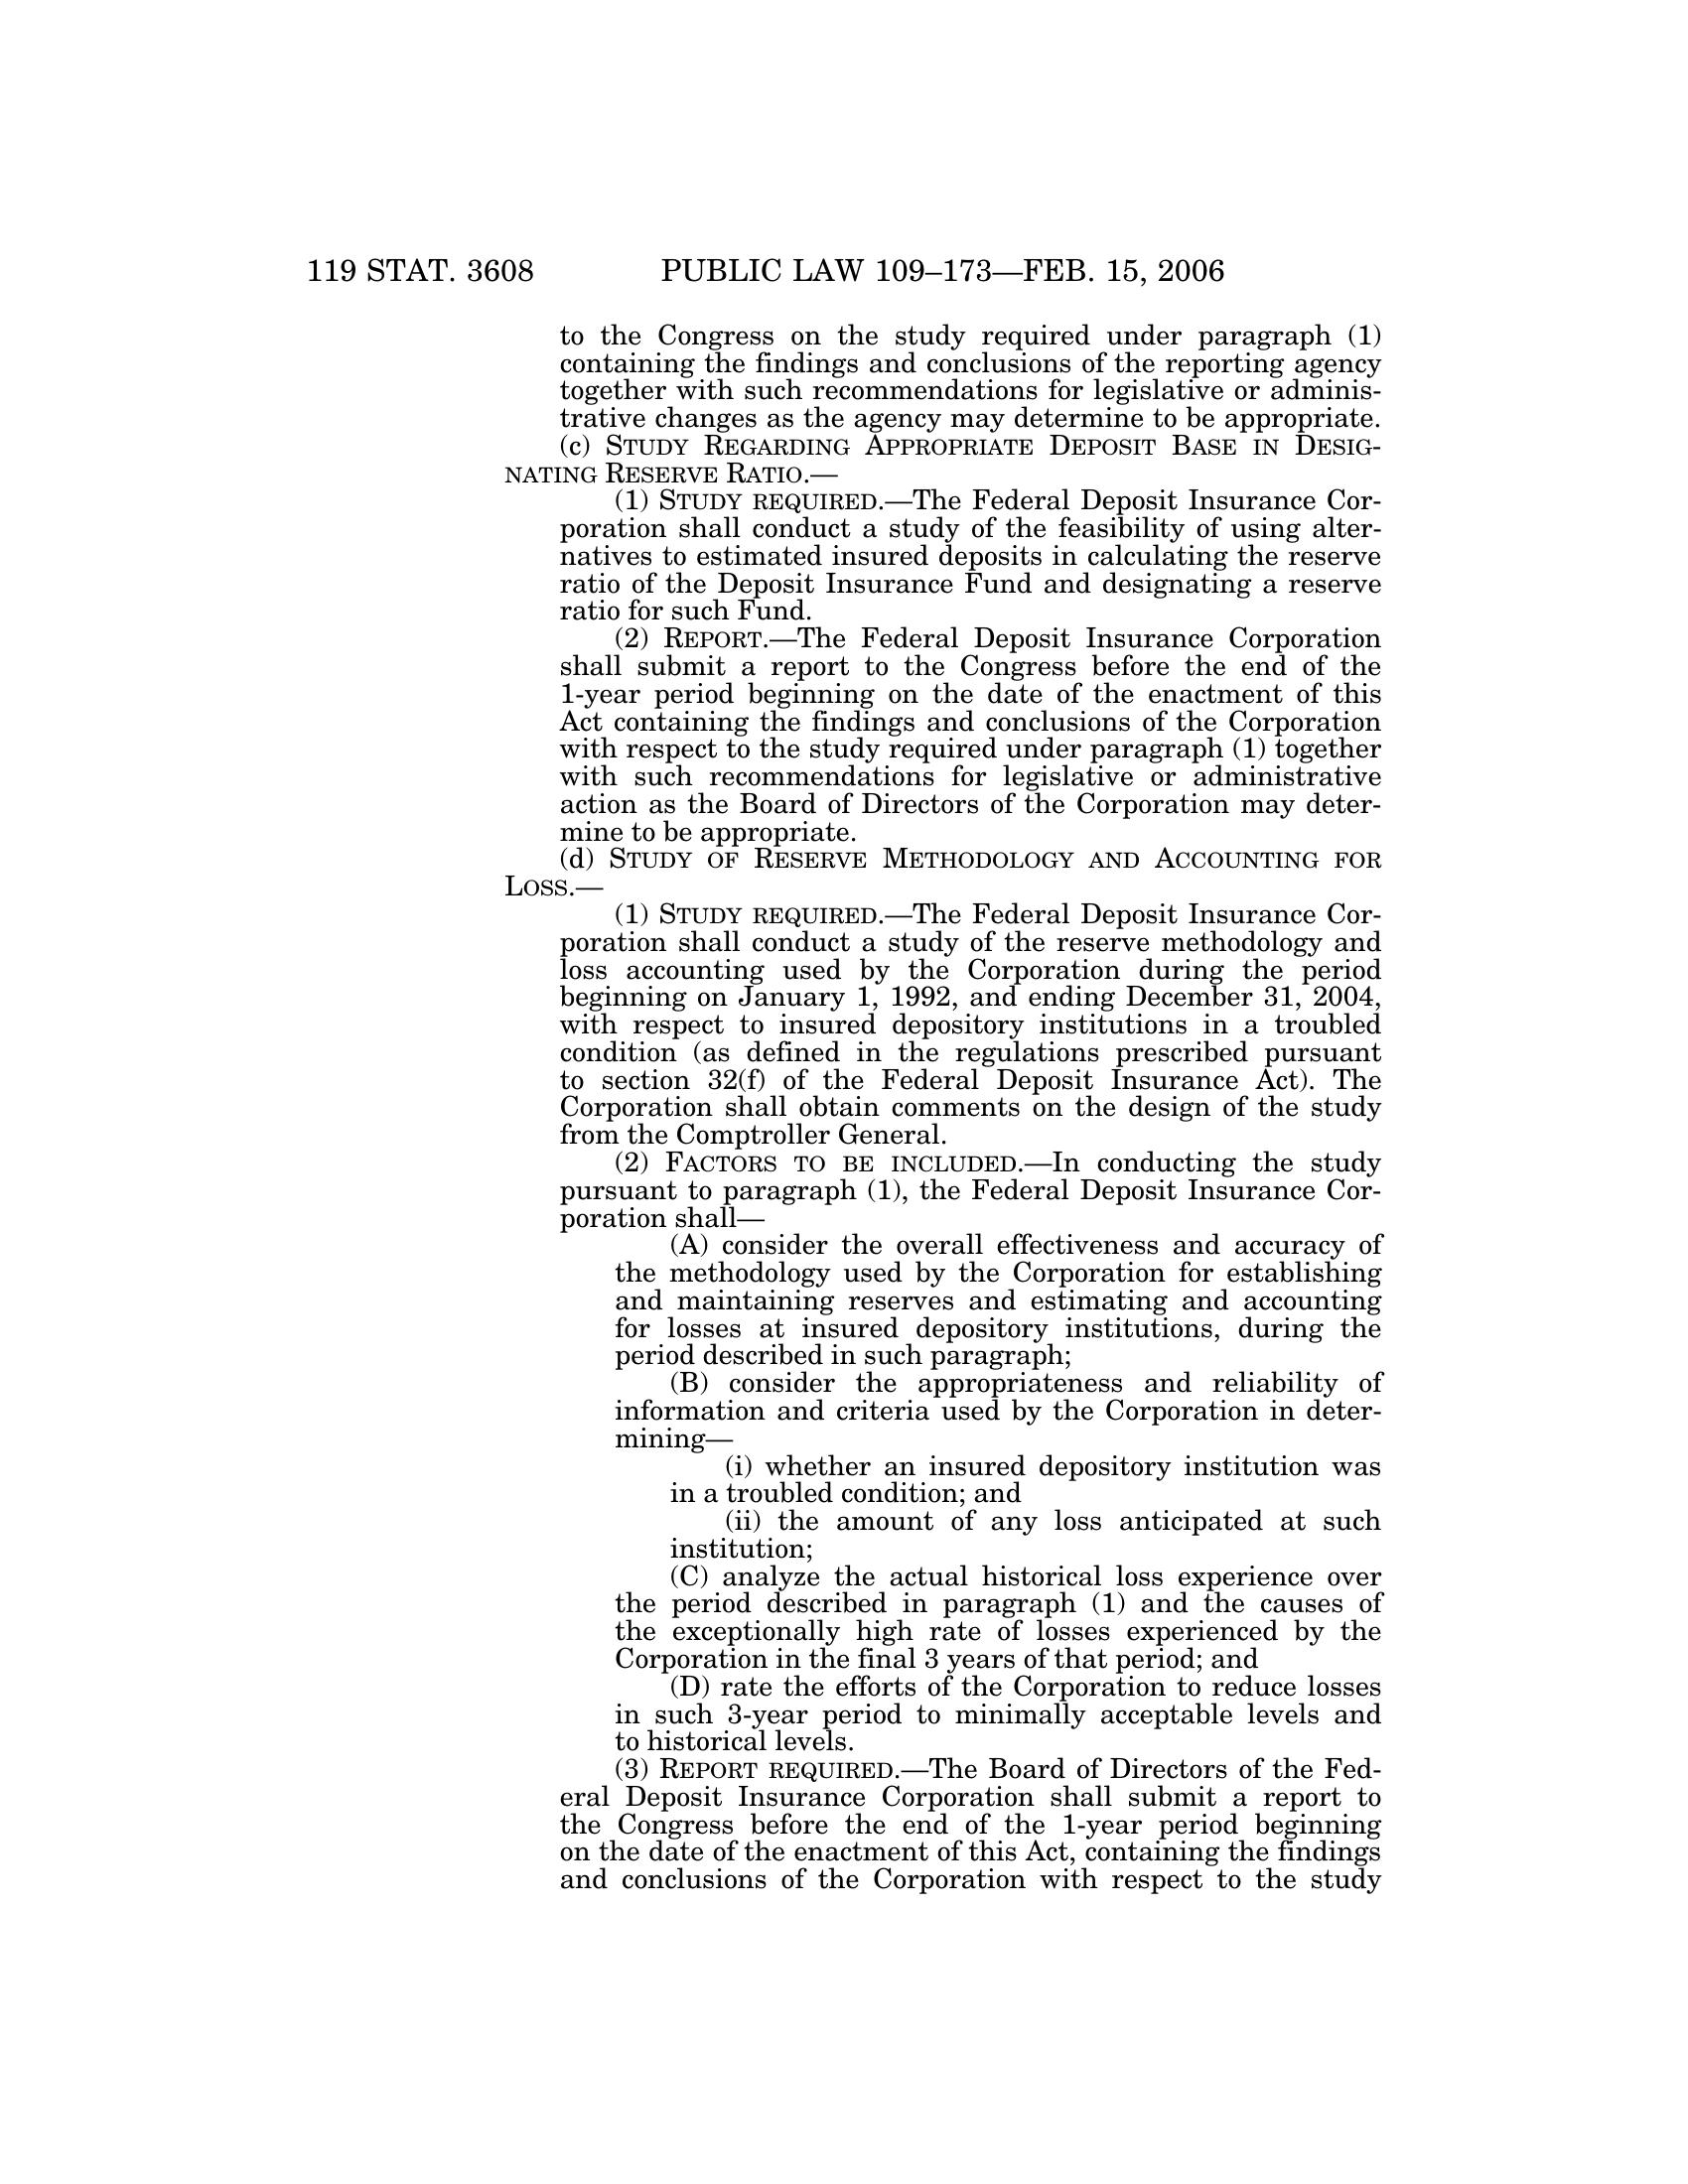 119 STAT. 3608 PUBLIC LAW 109–173—FEB. 15, 2006
to the Congress on the study required under paragraph (1)
containing the findings and conclusions of the reporting agency
together with such recommendations for legislative or adminis-
trative changes as the agency may determine to be appropriate.
(c) STUDY REGARDING APPROPRIATE DEPOSIT BASE IN DESIG-
NATING RESERVE RATIO.—
(1) STUDY REQUIRED.—The Federal Deposit Insurance Cor-
poration shall conduct a study of the feasibility of using alter-
natives to estimated insured deposits in calculating the reserve
ratio of the Deposit Insurance Fund and designating a reserve
ratio for such Fund.
(2) REPORT.—The Federal Deposit Insurance Corporation
shall submit a report to the Congress before the end of the
1-year period beginning on the date of the enactment of this
Act containing the findings and conclusions of the Corporation
with respect to the study required under paragraph (1) together
with such recommendations for legislative or administrative
action as the Board of Directors of the Corporation may deter-
mine to be appropriate.
(d) STUDY OF RESERVE METHODOLOGY AND ACCOUNTING FOR
LOSS.—
(1) STUDY REQUIRED.—The Federal Deposit Insurance Cor-
poration shall conduct a study of the reserve methodology and
loss accounting used by the Corporation during the period
beginning on January 1, 1992, and ending December 31, 2004,
with respect to insured depository institutions in a troubled
condition (as defined in the regulations prescribed pursuant
to section 32(f) of the Federal Deposit Insurance Act). The
Corporation shall obtain comments on the design of the study
from the Comptroller General.
(2) FACTORS TO BE INCLUDED.—In conducting the study
pursuant to paragraph (1), the Federal Deposit Insurance Cor-
poration shall—
(A) consider the overall effectiveness and accuracy of
the methodology used by the Corporation for establishing
and maintaining reserves and estimating and accounting
for losses at insured depository institutions, during the
period described in such paragraph;
(B) consider the appropriateness and reliability of
information and criteria used by the Corporation in deter-
mining—
(i) whether an insured depository institution was
in a troubled condition; and
(ii) the amount of any loss anticipated at such
institution;
(C) analyze the actual historical loss experience over
the period described in paragraph (1) and the causes of
the exceptionally high rate of losses experienced by the
Corporation in the final 3 years of that period; and
(D) rate the efforts of the Corporation to reduce losses
in such 3-year period to minimally acceptable levels and
to historical levels.
(3) REPORT REQUIRED.—The Board of Directors of the Fed-
eral Deposit Insurance Corporation shall submit a report to
the Congress before the end of the 1-year period beginning
on the date of the enactment of this Act, containing the findings
and conclusions of the Corporation with respect to the study